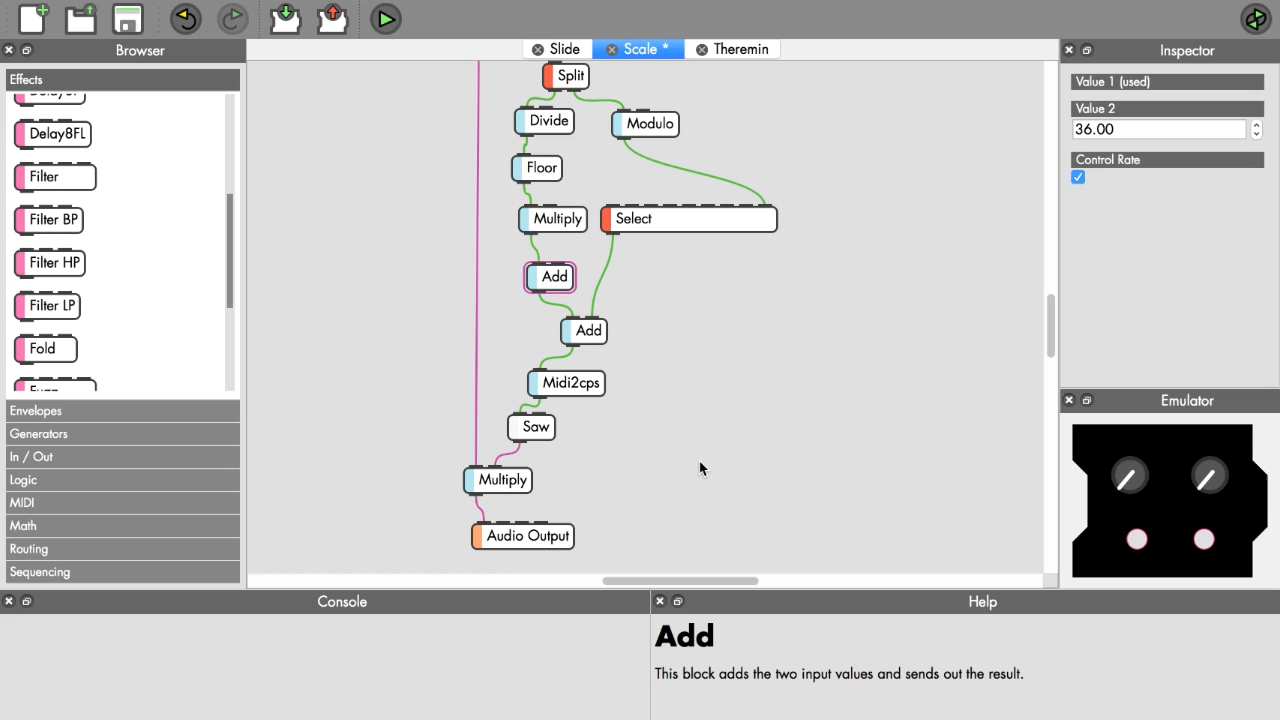 Slide
Scale *
Theremin
Browser
Effects
Delay8FL
Filter
Filter BP
Filter HP
Filter LP
Fold
Envelopes
Generators
In / Out
Logic
MIDI
Math
Routing
Sequencing
Split
Divide
Modulo
Floor
Multiply
Select
Add
Add
Midi2cps
Saw
Multiply
Audio Output
Inspector
Value 1 (used)
Value 2
36.00
Control Rate
Emulator
Console
Help
Add
This block adds the two input values and sends out the result.